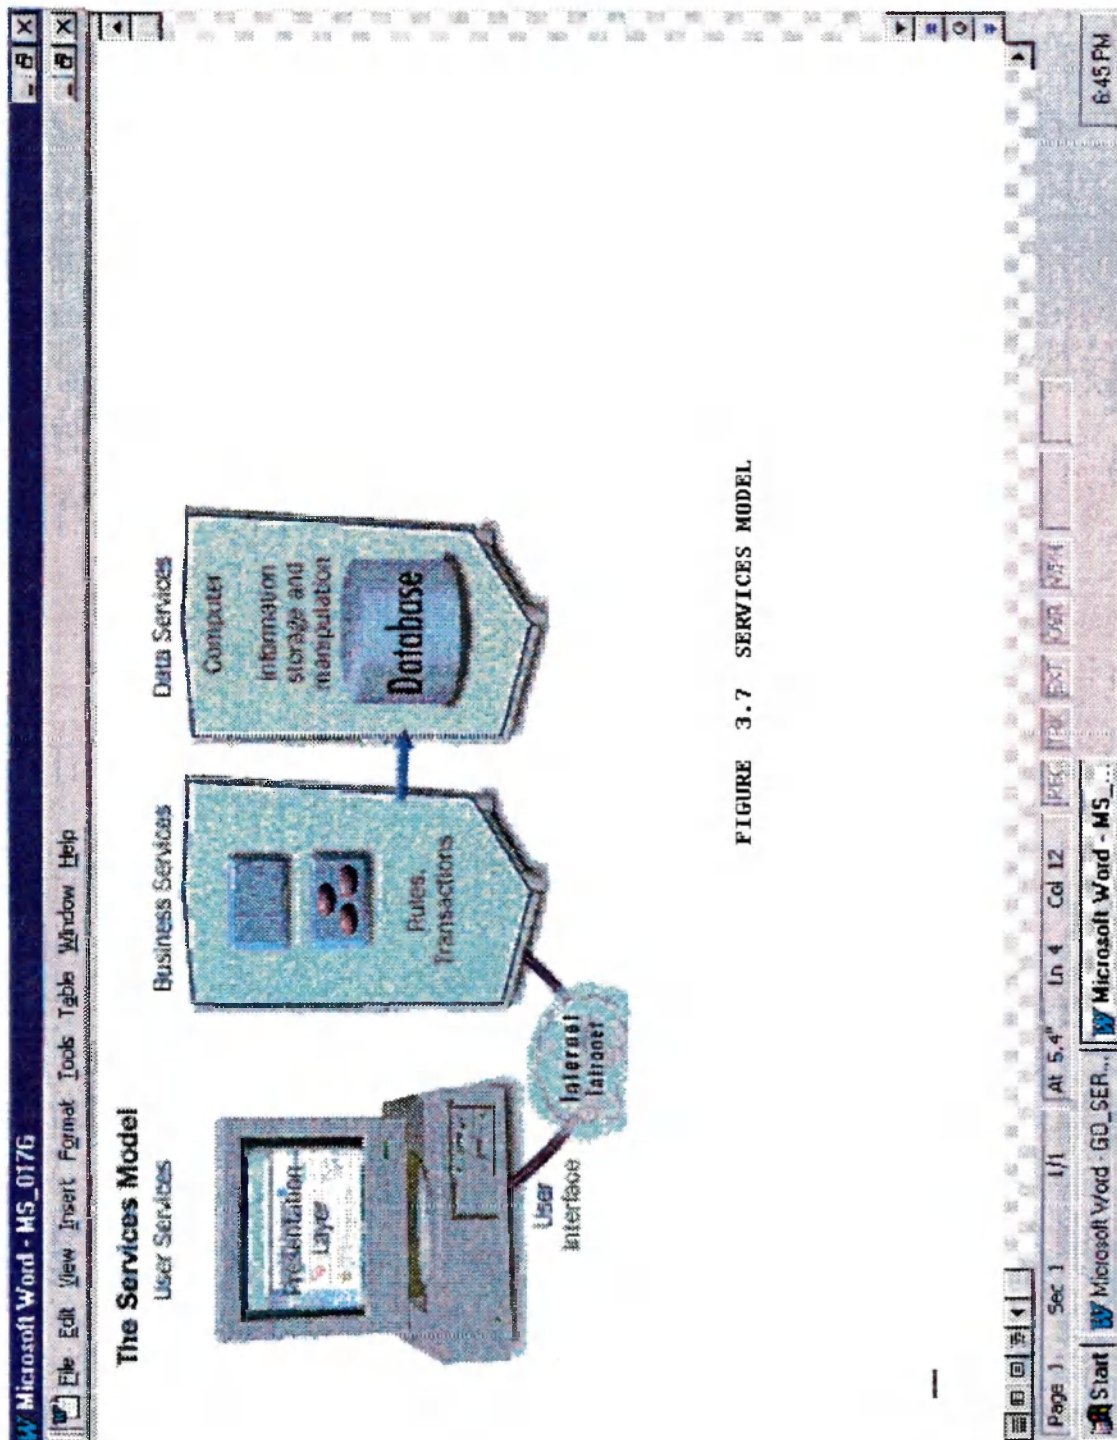 Microsoft Word - MS_017G
File Edit View Insert Format Tools Table Window Help
The Services Model
User Services
Business Services
Data Services
Presentation
Layer
User
Interface
Internet
Intranet
Rules,
Transactions
Computer
information
storage and
manipulation
Database
FIGURE 3.7 SERVICES MODEL
Page 1 Sec 1 1/1 At 5,4" Ln 4 Col 12 REC TRK EXT OVR
Start Microsoft Word - GD_SER... Microsoft Word - MS_... 6:45 PM